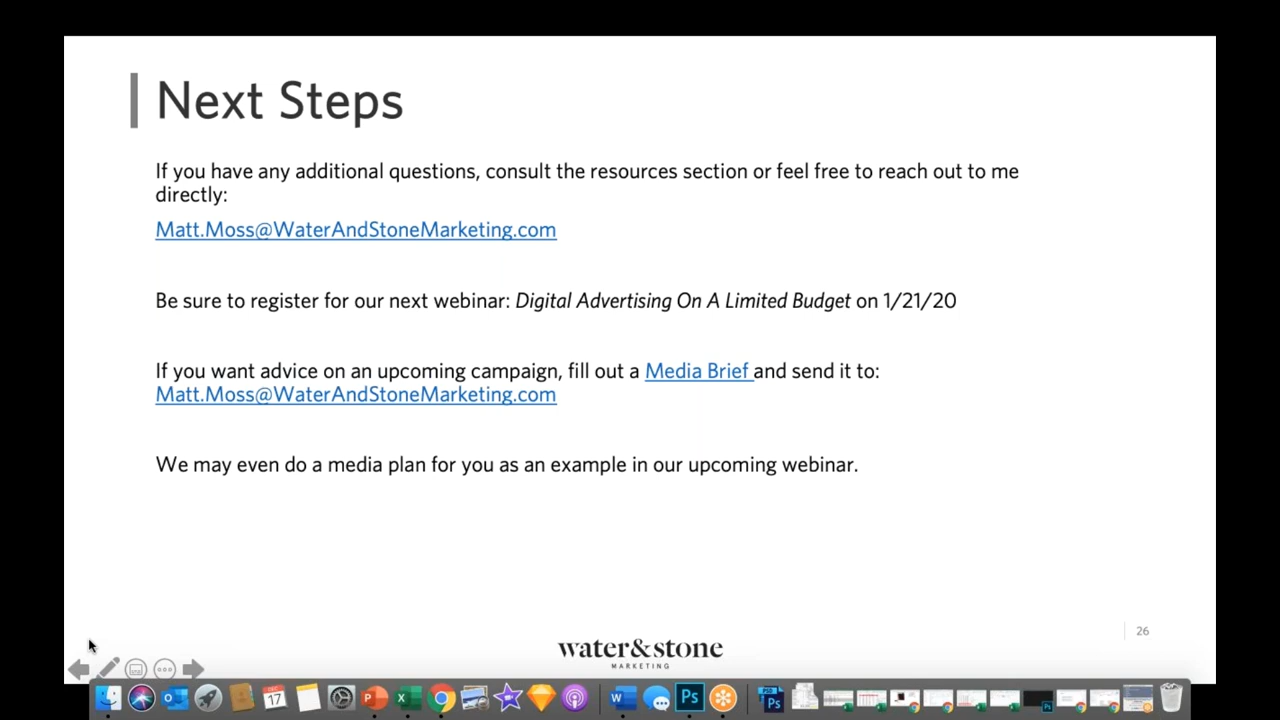 Next Steps
If you have any additional questions, consult the resources section or feel free to reach out to me
directly:
Matt.Moss@WaterAndStoneMarketing.com
Be sure to register for our next webinar: Digital Advertising On A Limited Budget on 1/21/20
If you want advice on an upcoming campaign, fill out a Media Brief and send it to:
Matt.Moss@WaterAndStoneMarketing.com
We may even do a media plan for you as an example in our upcoming webinar.
26
water&stone
MARKETING
DEC
17
Ps
Ps